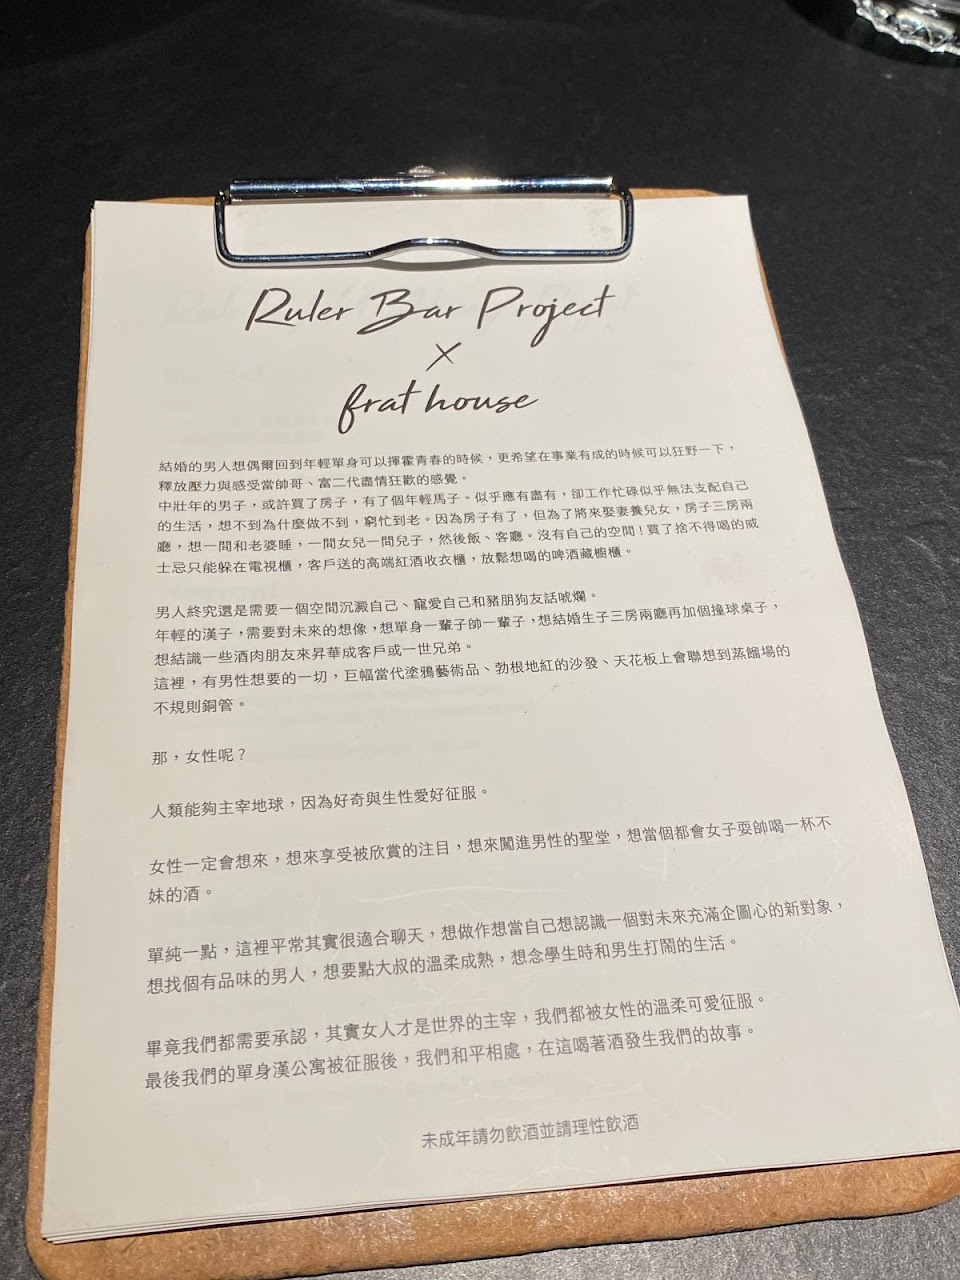 Ruler Bar Project
×
frat house
結婚的男人想偶爾回到年輕單身可以揮霍青春的時候，更希望在事業有成的時候可以狂野一下，
釋放壓力與感受當帥哥、富二代盡情狂歡的感覺。
中壯年的男子，或許買了房子，有了個年輕馬子。似乎應有盡有，卻工作忙碌似乎無法支配自己
的生活，想不到為什麼做不到，窮忙到老。因為房子有了，但為了將來娶妻養兒女，房子三房兩
廳，想一間和老婆睡，一間女兒一間兒子，然後飯、客廳。沒有自己的空間！買了捨不得喝的威
士忌只能躲在電視櫃，客戶送的高端紅酒收衣櫃，放鬆想喝的啤酒藏櫥櫃。
男人終究還是需要一個空間沉澱自己、寵愛自己和豬朋狗友話唬爛。
年輕的漢子，需要對未來的想像，想單身一輩子帥一輩子，想結婚生子三房兩廳再加個撞球桌子，
想結識一些酒肉朋友來昇華成客戶或一世兄弟。
這裡，有男性想要的一切，巨幅當代塗鴉藝術品、勃根地紅的沙發、天花板上會聯想到蒸餾場的
不規則銅管。
那，女性呢？
人類能夠主宰地球，因為好奇與生性愛好征服。
女性一定會想來，想來享受被欣賞的注目，想來闖進男性的聖堂，想當個都會女子耍帥喝一杯不
妹的酒。
單純一點，這裡平常其實很適合聊天，想做作想當自己想認識一個對未來充滿企圖心的新對象，
想找個有品味的男人，想要點大叔的溫柔成熟，想念學生時和男生打鬧的生活。
畢竟我們都需要承認，其實女人才是世界的主宰，我們都被女性的溫柔可愛征服。
最後我們的單身漢公寓被征服後，我們和平相處，在這喝著酒發生我們的故事。
未成年請勿飲酒並請理性飲酒